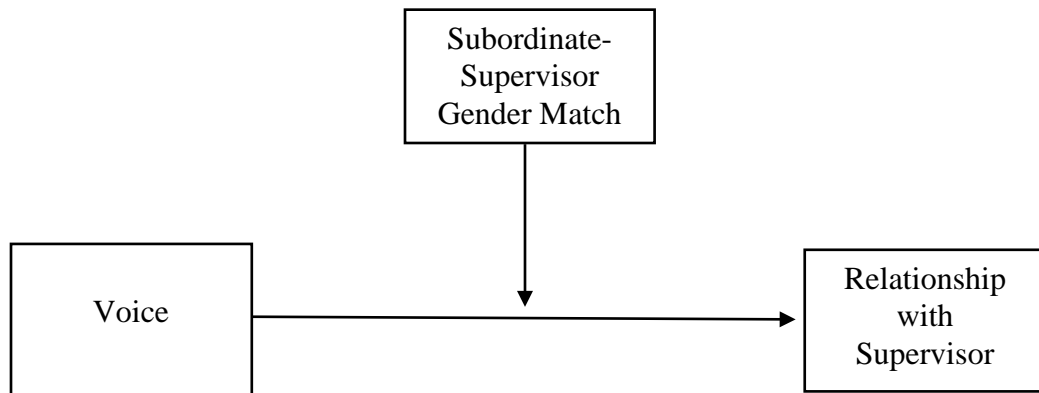 Subordinate-
Supervisor
Gender Match
Voice
Relationship
with
Supervisor